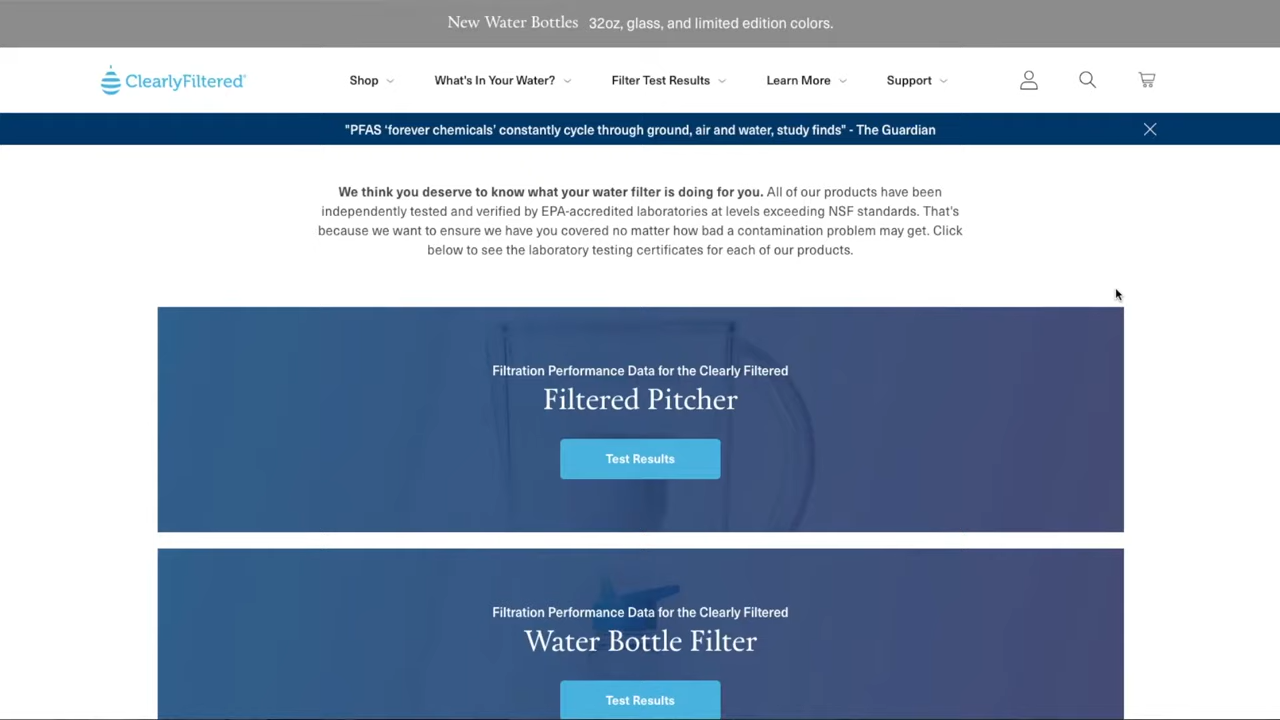 New Water Bottles 32oz, glass, and limited edition colors.
ClearlyFiltered
Shop
What's In Your Water?
Filter Test Results
Learn More
Support
"PFAS 'forever chemicals' constantly cycle through ground, air and water, study finds" - The Guardian
We think you deserve to know what your water filter is doing for you. All of our products have been
independently tested and verified by EPA-accredited laboratories at levels exceeding NSF standards. That's
because we want to ensure we have you covered no matter how bad a contamination problem may get. Click
below to see the laboratory testing certificates for each of our products.
Filtration Performance Data for the Clearly Filtered
Filtered Pitcher
Test Results
Filtration Performance Data for the Clearly Filtered
Water Bottle Filter
Test Results